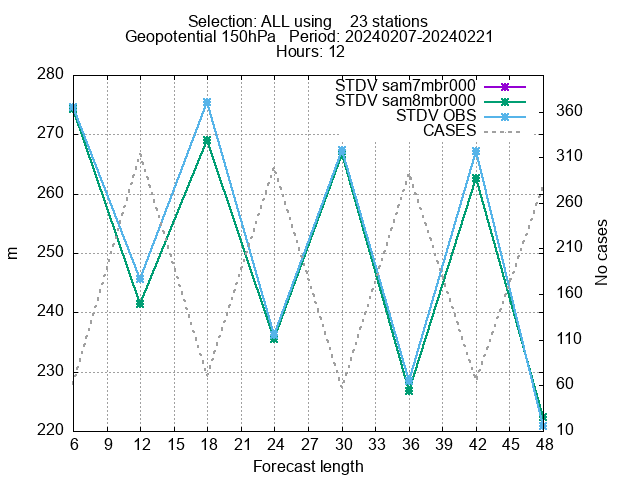 Selection: ALL using    23 stations
Geopotential 150hPa   Period: 20240207-20240221
Hours: 12
STDV sam7mbr000
STDV sam8mbr000
STDV OBS
CASES
280
270
260
250
240
230
220
m
360
310
260
210
160
110
60
10
No cases
6 9 12 15 18 21 24 27 30 33 36 39 42 45 48
Forecast length